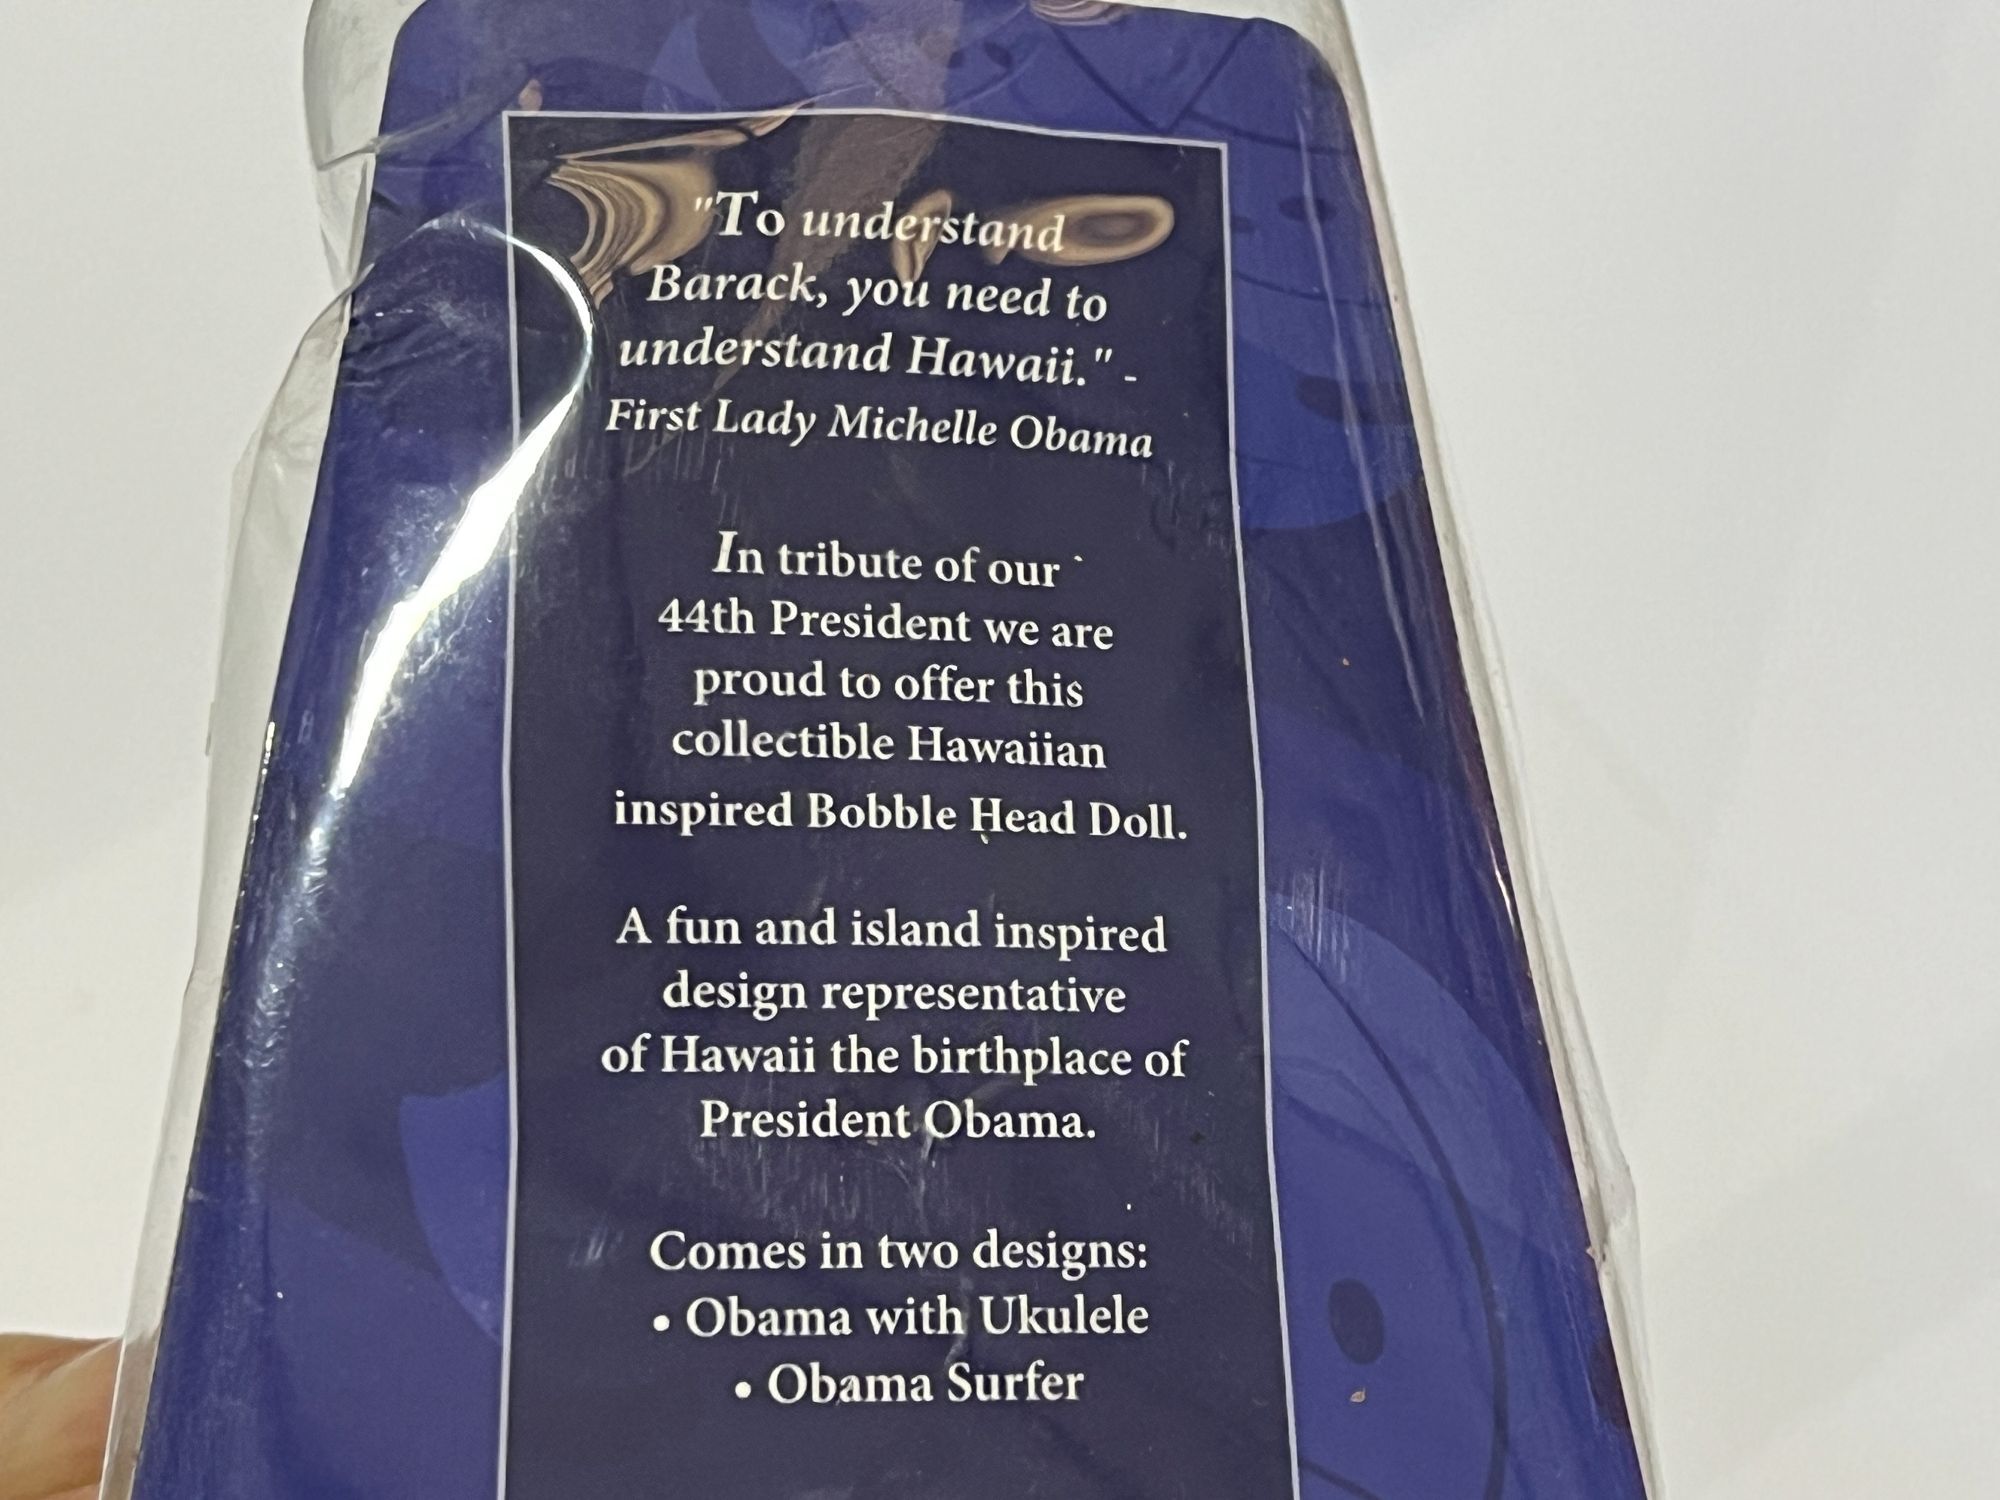 "To understand
Barack, you need to
understand Hawaii." -
First Lady Michelle Obama
In tribute of our
44th President we are
proud to offer this
collectible Hawaiian
inspired Bobble Head Doll.
A fun and island inspired
design representative
of Hawaii the birthplace of
President Obama.
Comes in two designs:
• Obama with Ukulele
• Obama Surfer